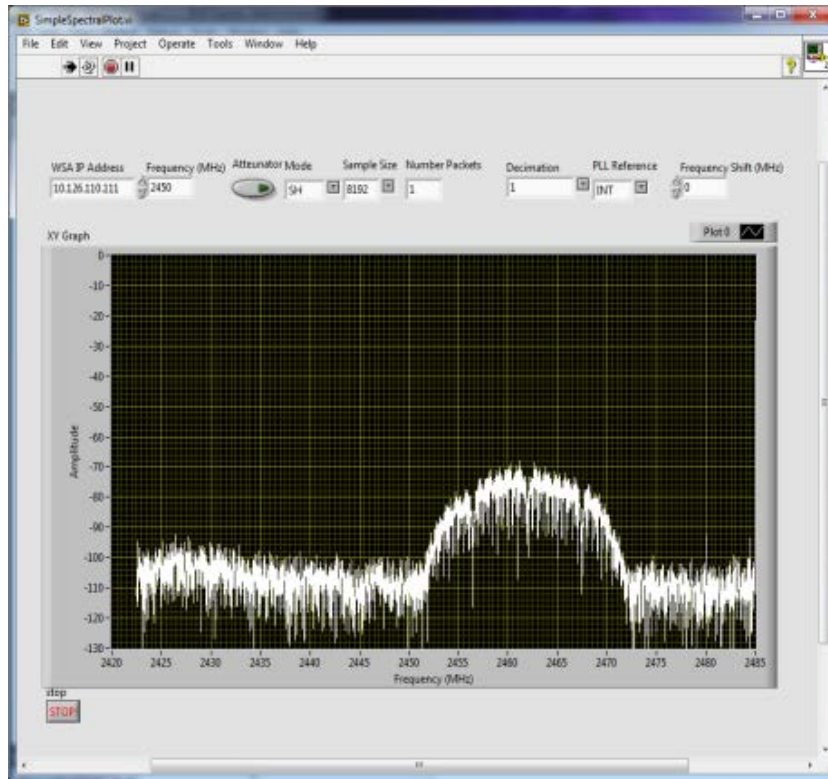 SimpleSpectralPlot.vi
File Edit View Project Operate Tools Window Help
WSA IP Address Frequency (MHz) Atteunator Mode Sample Size Number Packets Decimation PLL Reference Frequency Shift (MHz)
10.126.110.111 2450 SH 8192 1 1 INT 0
XY Graph Plot 0
0
-10
-20
-30
-40
-50
-60
-70
-80
-90
-100
-110
-120
-130
Amplitude
2420 2425 2430 2435 2440 2445 2450 2455 2460 2465 2470 2475 2480 2485
Frequency (MHz)
stop
STOP